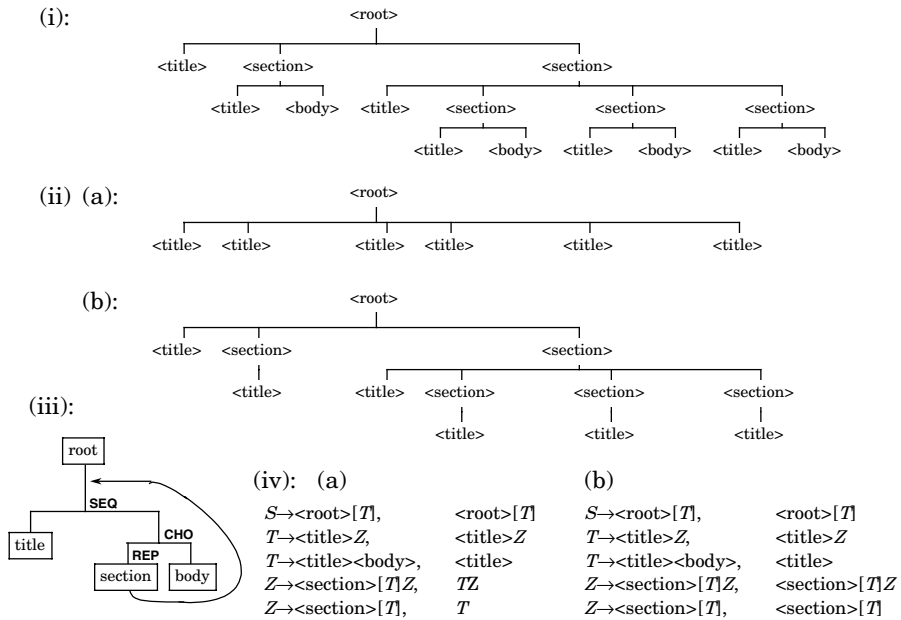 (i):
<root>
<title> <section> <section>
<title> <body> <title> <section> <section> <section>
<title> <body> <title> <body> <title> <body>
(ii) (a):
<root>
<title> <title> <title> <title> <title> <title>
(b):
<root>
<title> <section> <section>
<title> <title> <section> <section> <section>
<title> <title> <title>
(iii):
root
SEQ
title
CHO
REP
section body
(iv): (a)
S→<root>[T], <root>[T]
T→<title>Z, <title>Z
T→<title><body>, <title>
Z→<section>[T]Z, TZ
Z→<section>[T], T
(b)
S→<root>[T], <root>[T]
T→<title>Z, <title>Z
T→<title><body>, <title>
Z→<section>[T]Z, <section>[T]Z
Z→<section>[T], <section>[T]